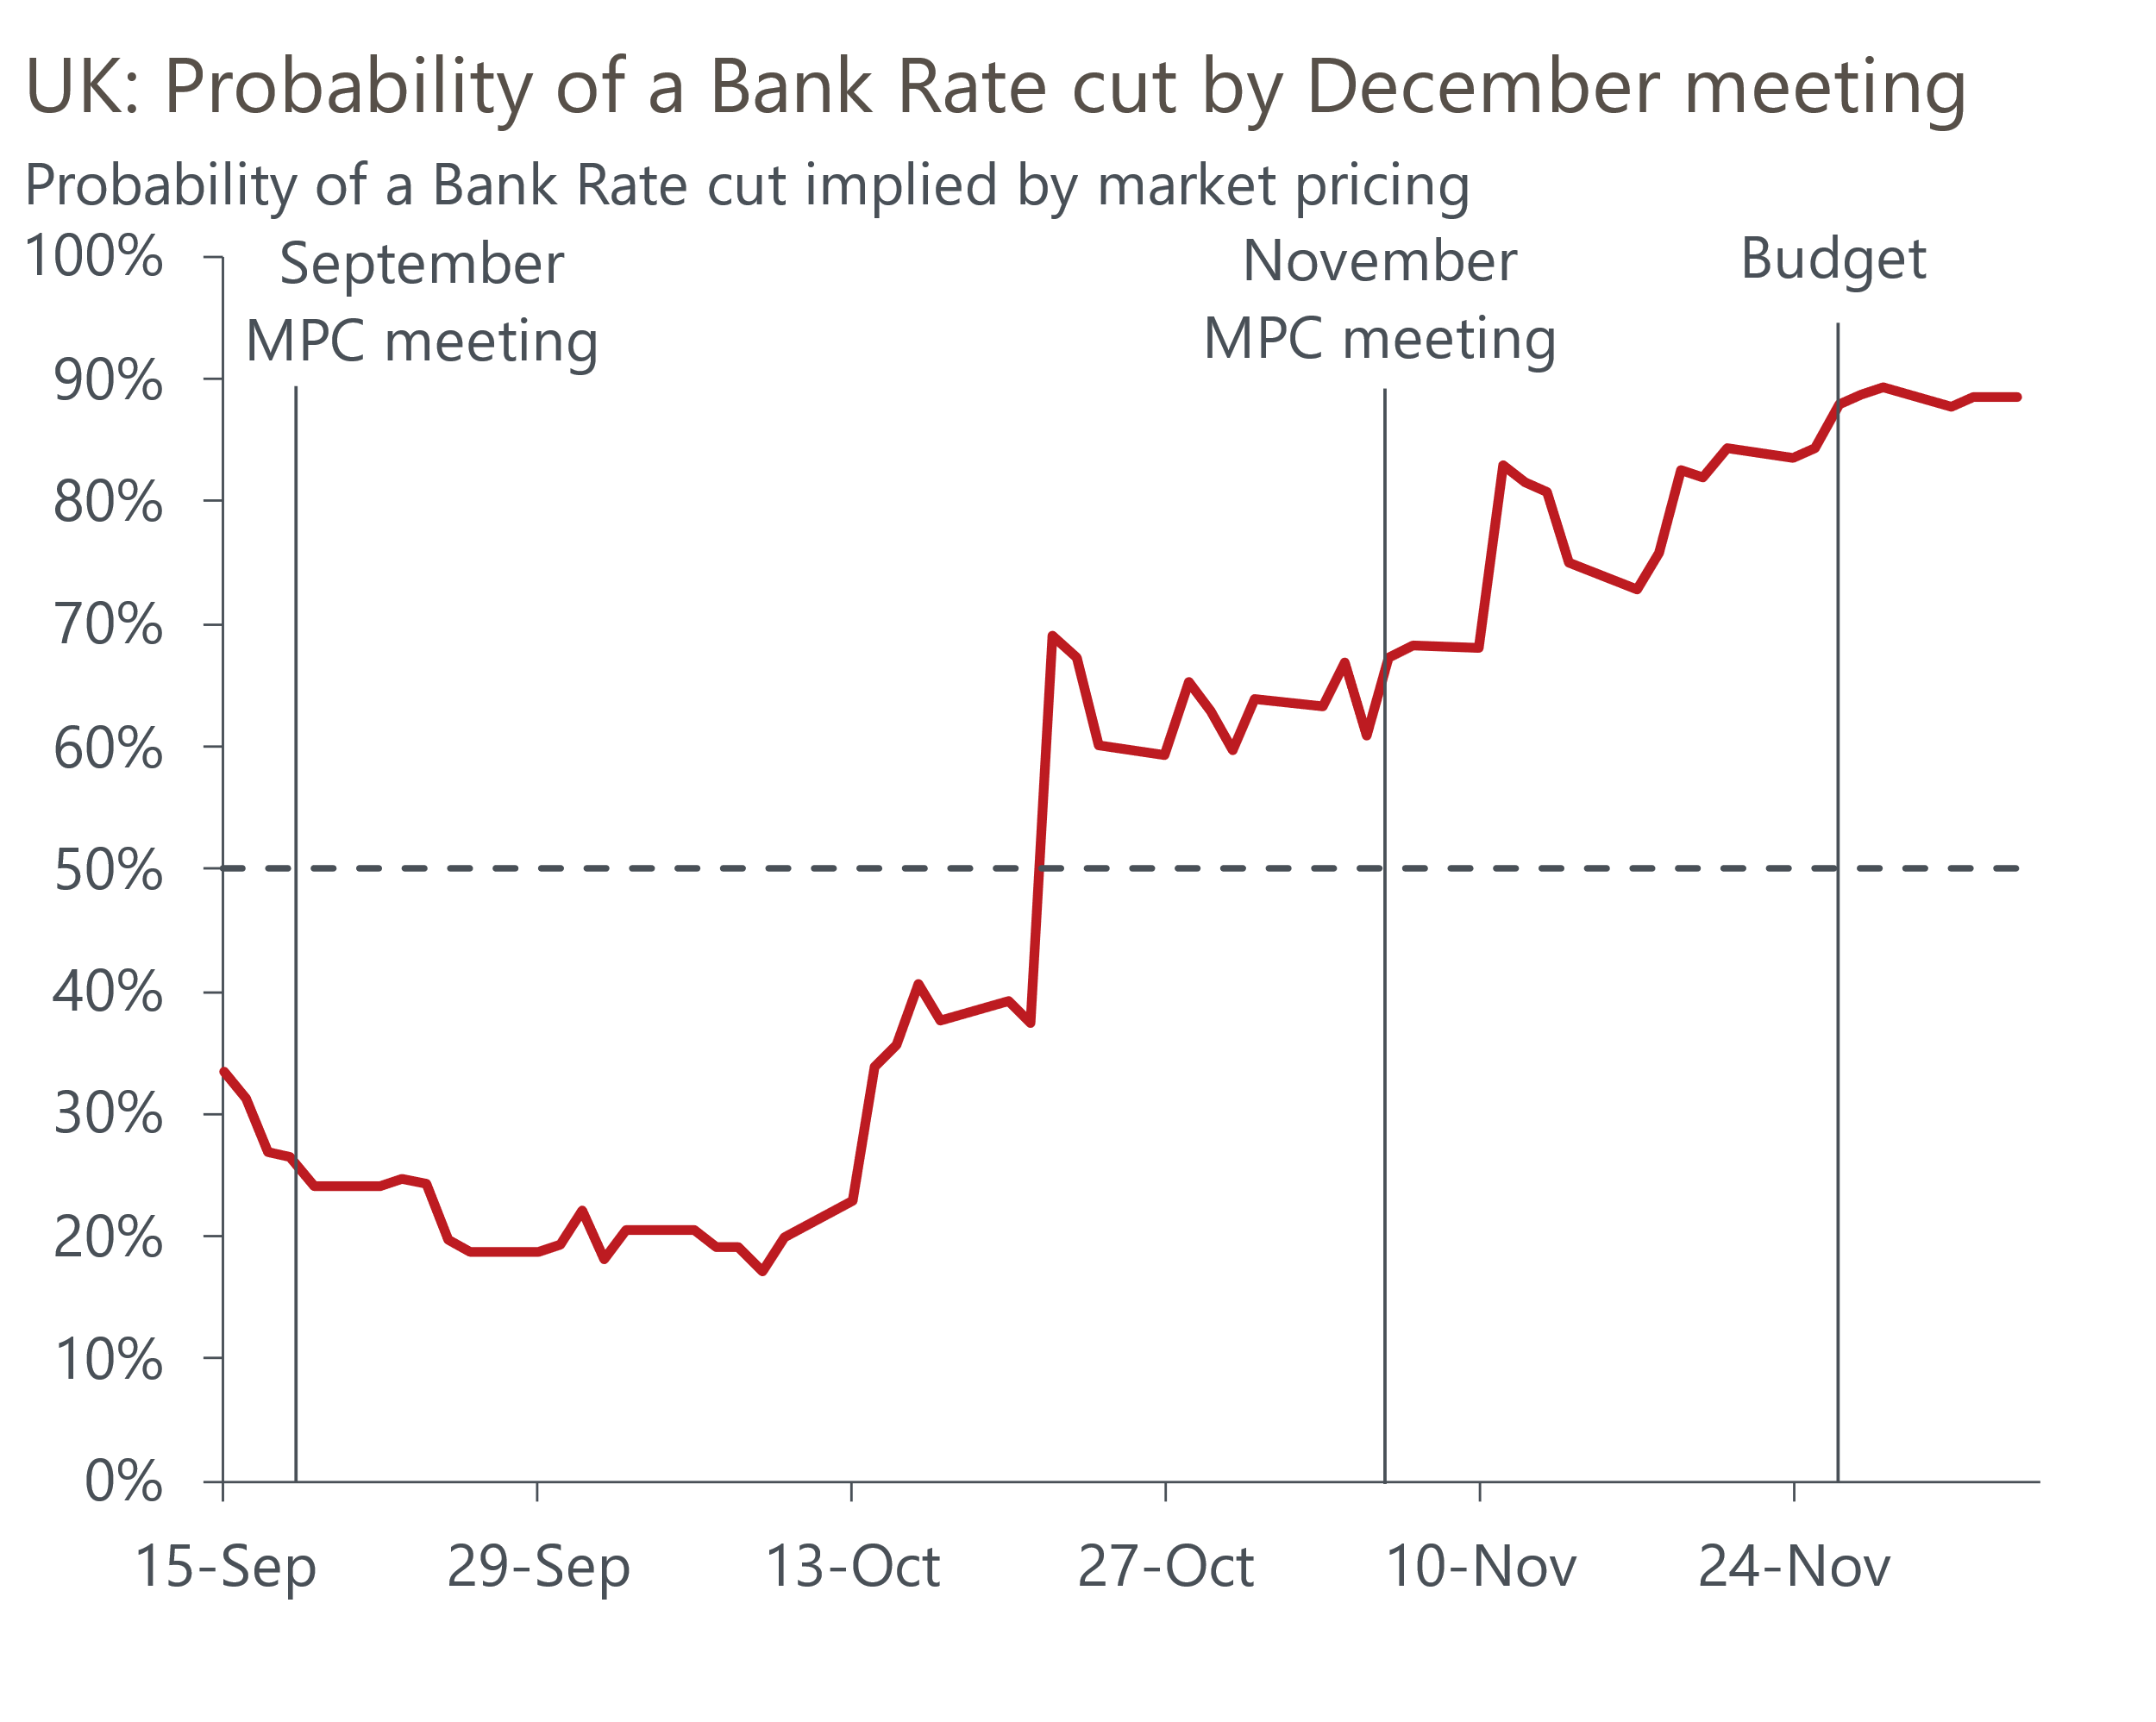 UK: Probability of a Bank Rate cut by December meeting
Probability of a Bank Rate cut implied by market pricing
100%
September
MPC meeting
November
MPC meeting
Budget
90%
80%
70%
60%
50%
40%
30%
20%
10%
0%
15-Sep
29-Sep
13-Oct
27-Oct
10-Nov
24-Nov